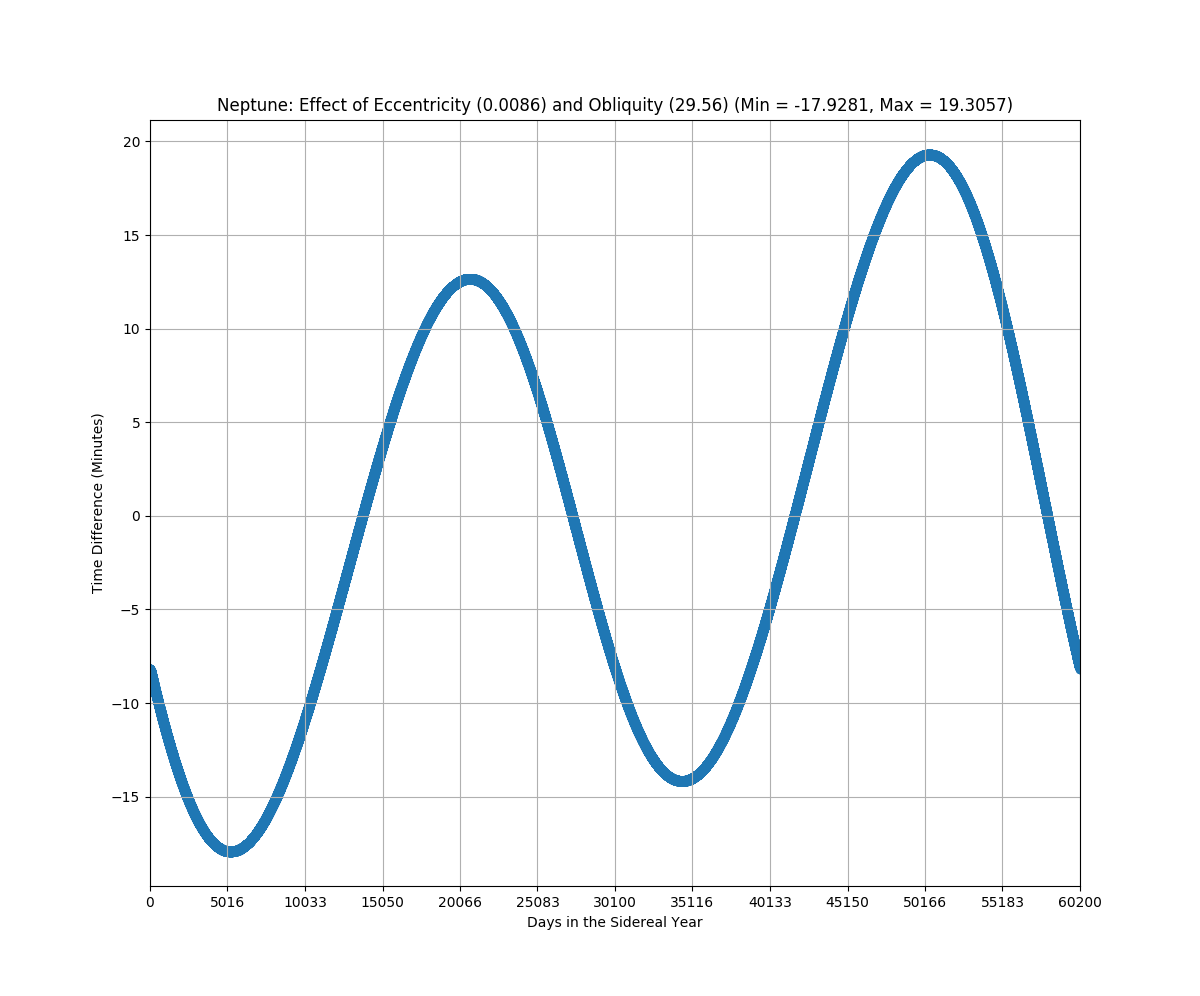 Neptune: Effect of Eccentricity (0.0086) and Obliquity (29.56) (Min = -17.9281, Max = 19.3057)
20
15
10
5
0
−5
−10
−15
Time Difference (Minutes)
0 5016 10033 15050 20066 25083 30100 35116 40133 45150 50166 55183 60200
Days in the Sidereal Year